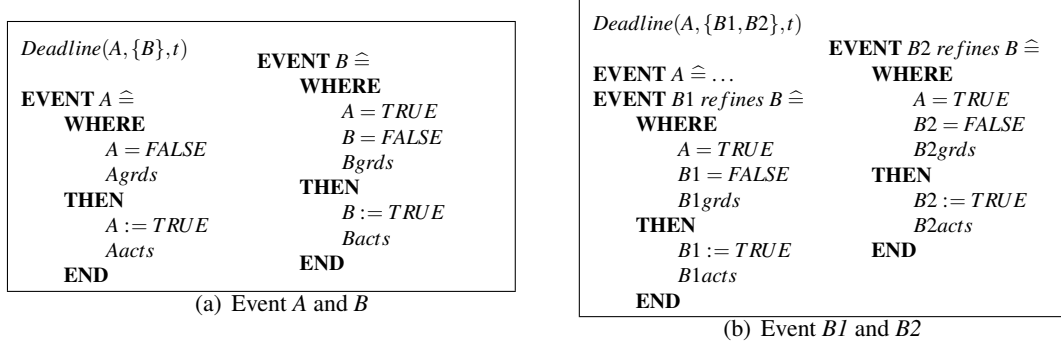 Deadline(A,{B},t)
EVENT A ≙
WHERE
A = FALSE
Agrds
THEN
A := TRUE
Aacts
END
EVENT B ≙
WHERE
A = TRUE
B = FALSE
Bgrds
THEN
B := TRUE
Bacts
END
(a) Event A and B
Deadline(A,{B1,B2},t)
EVENT A ≙ ...
EVENT B1 refines B ≙
WHERE
A = TRUE
B1 = FALSE
B1grds
THEN
B1 := TRUE
B1acts
END
EVENT B2 refines B ≙
WHERE
A = TRUE
B2 = FALSE
B2grds
THEN
B2 := TRUE
B2acts
END
(b) Event B1 and B2